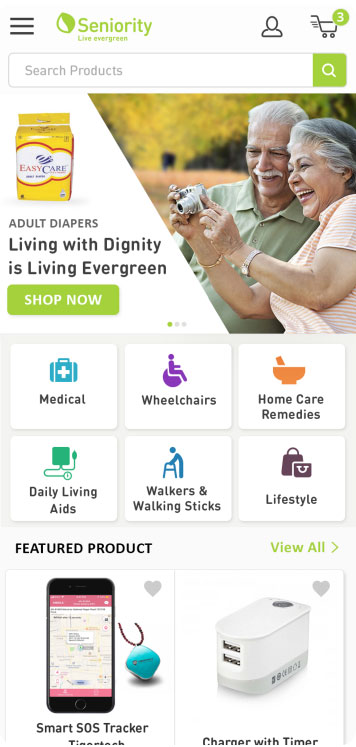 Seniority
Live evergreen
3
Search Products
EASYCARE
ADULT DIAPER
ADULT DIAPERS
Living with Dignity
is Living Evergreen
SHOP NOW
Medical
Wheelchairs
Home Care
Remedies
Daily Living
Aids
Walkers &
Walking Sticks
Lifestyle
FEATURED PRODUCT
View All
Smart SOS Tracker
Tigertech
Charger with Timer